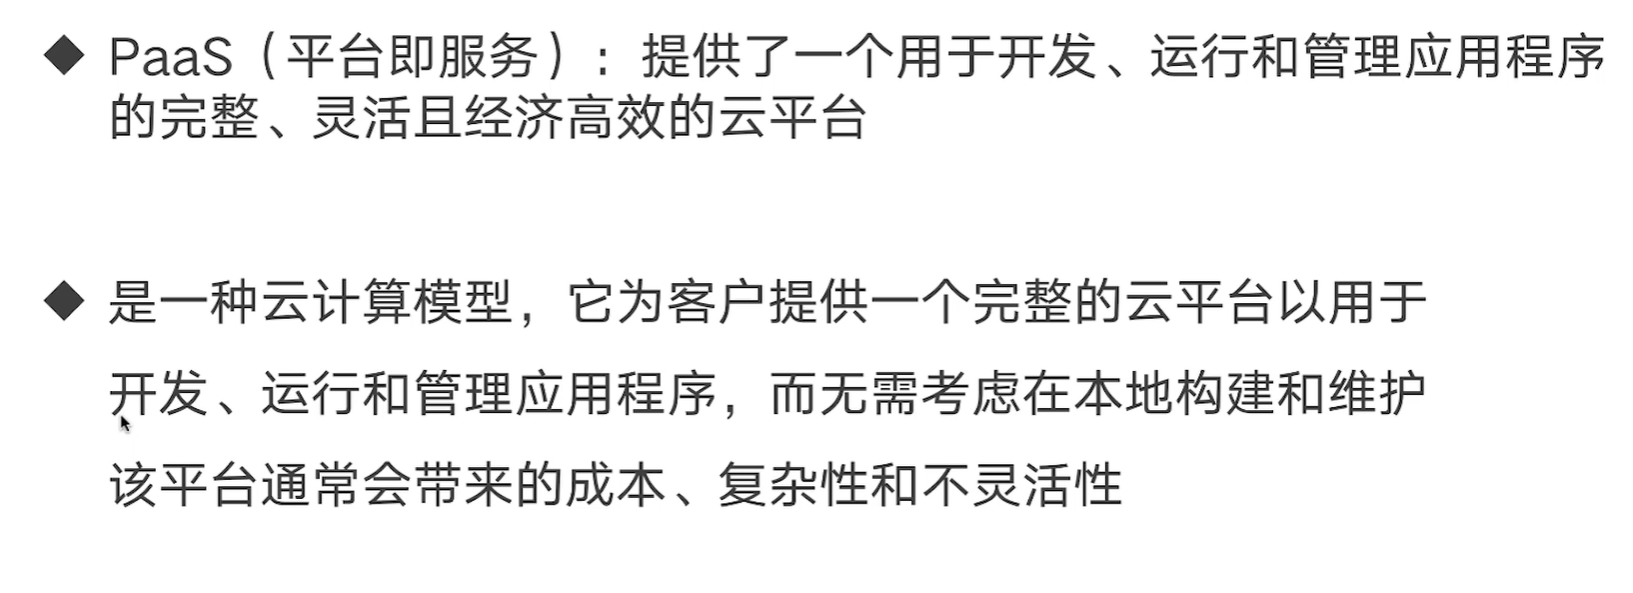 ◆ PaaS（平台即服务）：提供了一个用于开发、运行和管理应用程序
的完整、灵活且经济高效的云平台
◆ 是一种云计算模型，它为客户提供一个完整的云平台以用于
开发、运行和管理应用程序，而无需考虑在本地构建和维护
该平台通常会带来的成本、复杂性和不灵活性